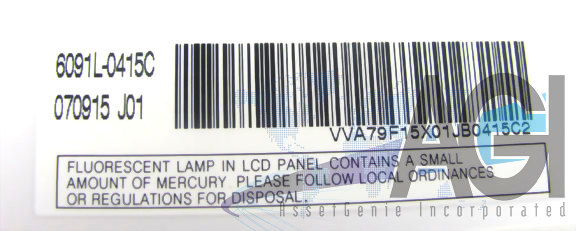 6091L-0415C
070915 J01
VVA79F15X01JB0415C2
FLUORESCENT LAMP IN LCD PANEL CONTAINS A SMALL
AMOUNT OF MERCURY. PLEASE FOLLOW LOCAL ORDINANCES
OR REGULATIONS FOR DISPOSAL.
AGI
AssetGenie Incorporated